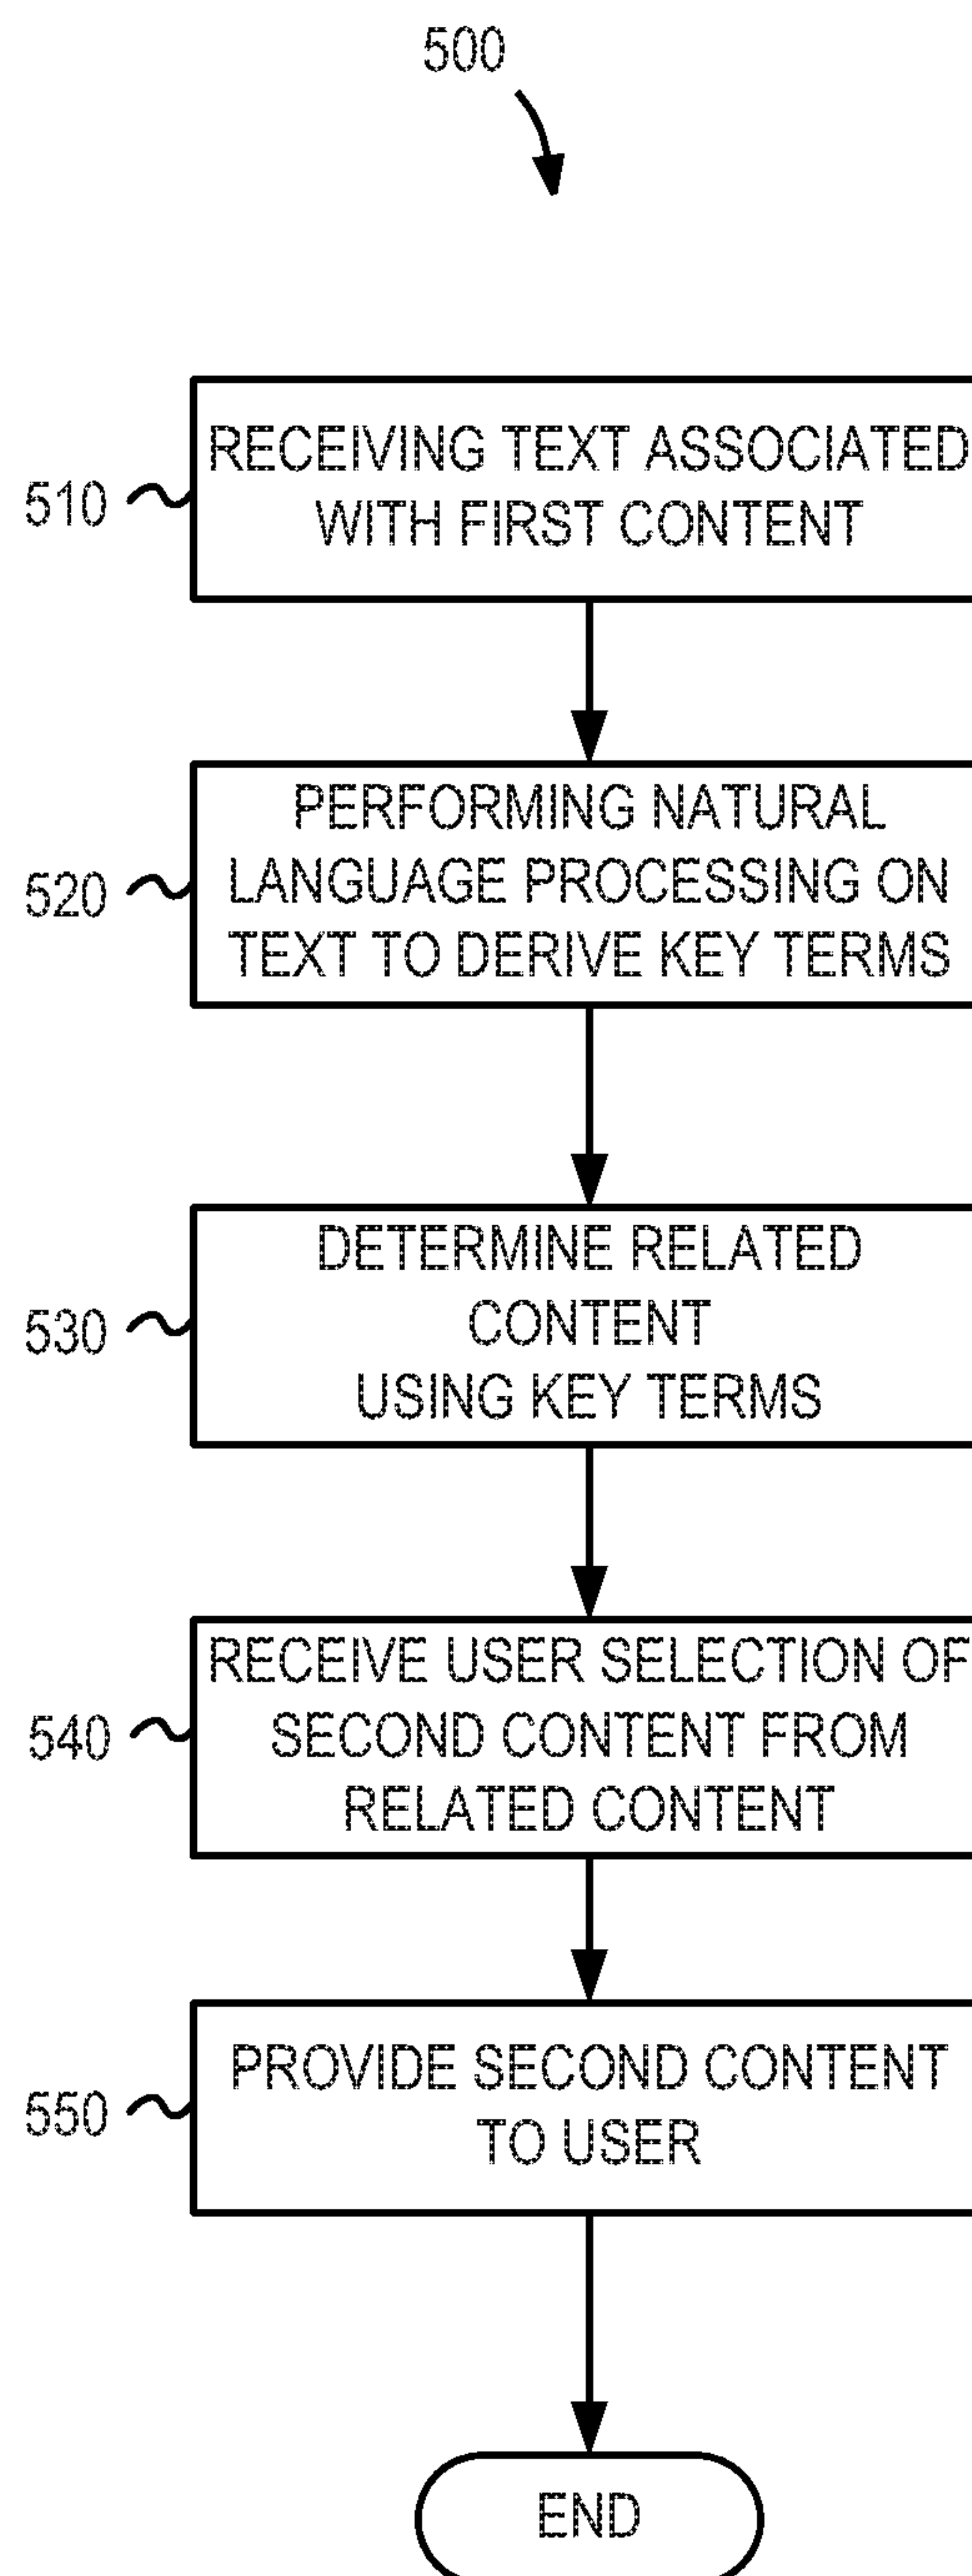 500
RECEIVING TEXT ASSOCIATED
WITH FIRST CONTENT
510
PERFORMING NATURAL
LANGUAGE PROCESSING ON
TEXT TO DERIVE KEY TERMS
520
DETERMINE RELATED
CONTENT
USING KEY TERMS
530
RECEIVE USER SELECTION OF
SECOND CONTENT FROM
RELATED CONTENT
540
PROVIDE SECOND CONTENT
TO USER
550
END